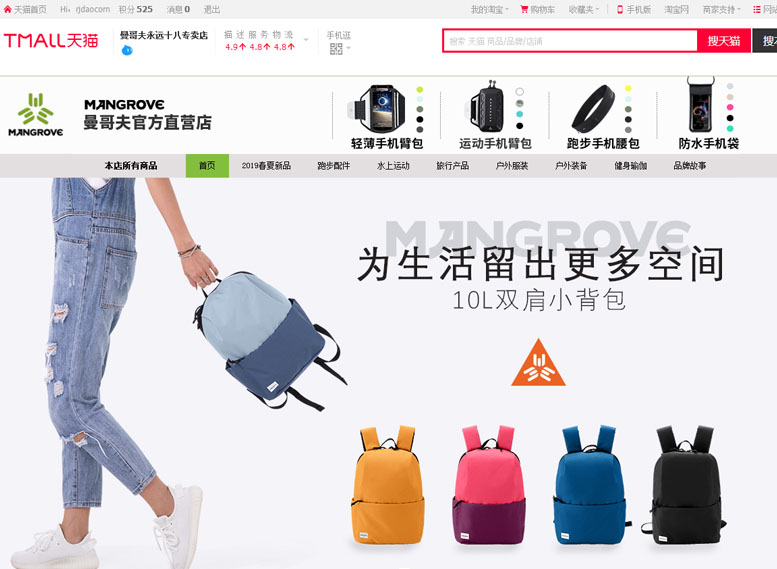 天猫首页 Hi，rjdaocom 积分 525 消息 0 退出 我的淘宝 购物车 收藏夹 手机版 淘宝网 商家支持 网站
TMALL天猫 曼哥夫永远十八专卖店 描述服务物流 手机逛
4.9 4.8 4.8
搜索 天猫 商品/品牌/店铺 搜天猫 搜本
MANGROVE MANGROVE
曼哥夫官方直营店
轻薄手机臂包 运动手机臂包 跑步手机腰包 防水手机袋
本店所有商品 首页 2019春夏新品 跑步配件 水上运动 旅行产品 户外服装 户外装备 健身瑜伽 品牌故事
MANGROVE
为生活留出更多空间
10L双肩小背包